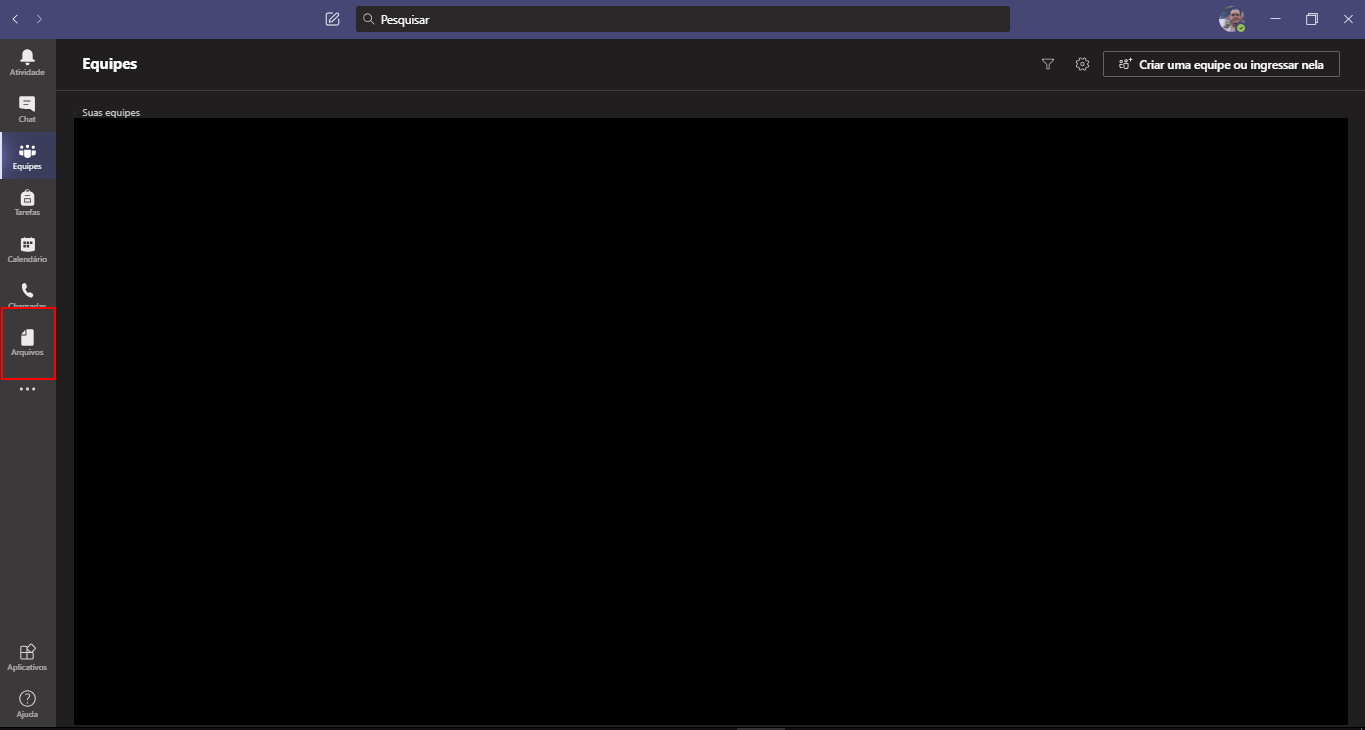 Pesquisar
Atividade
Chat
Equipes
Tarefas
Calendário
Chamadas
Arquivos
Aplicativos
Ajuda
Equipes
Criar uma equipe ou ingressar nela
Suas equipes